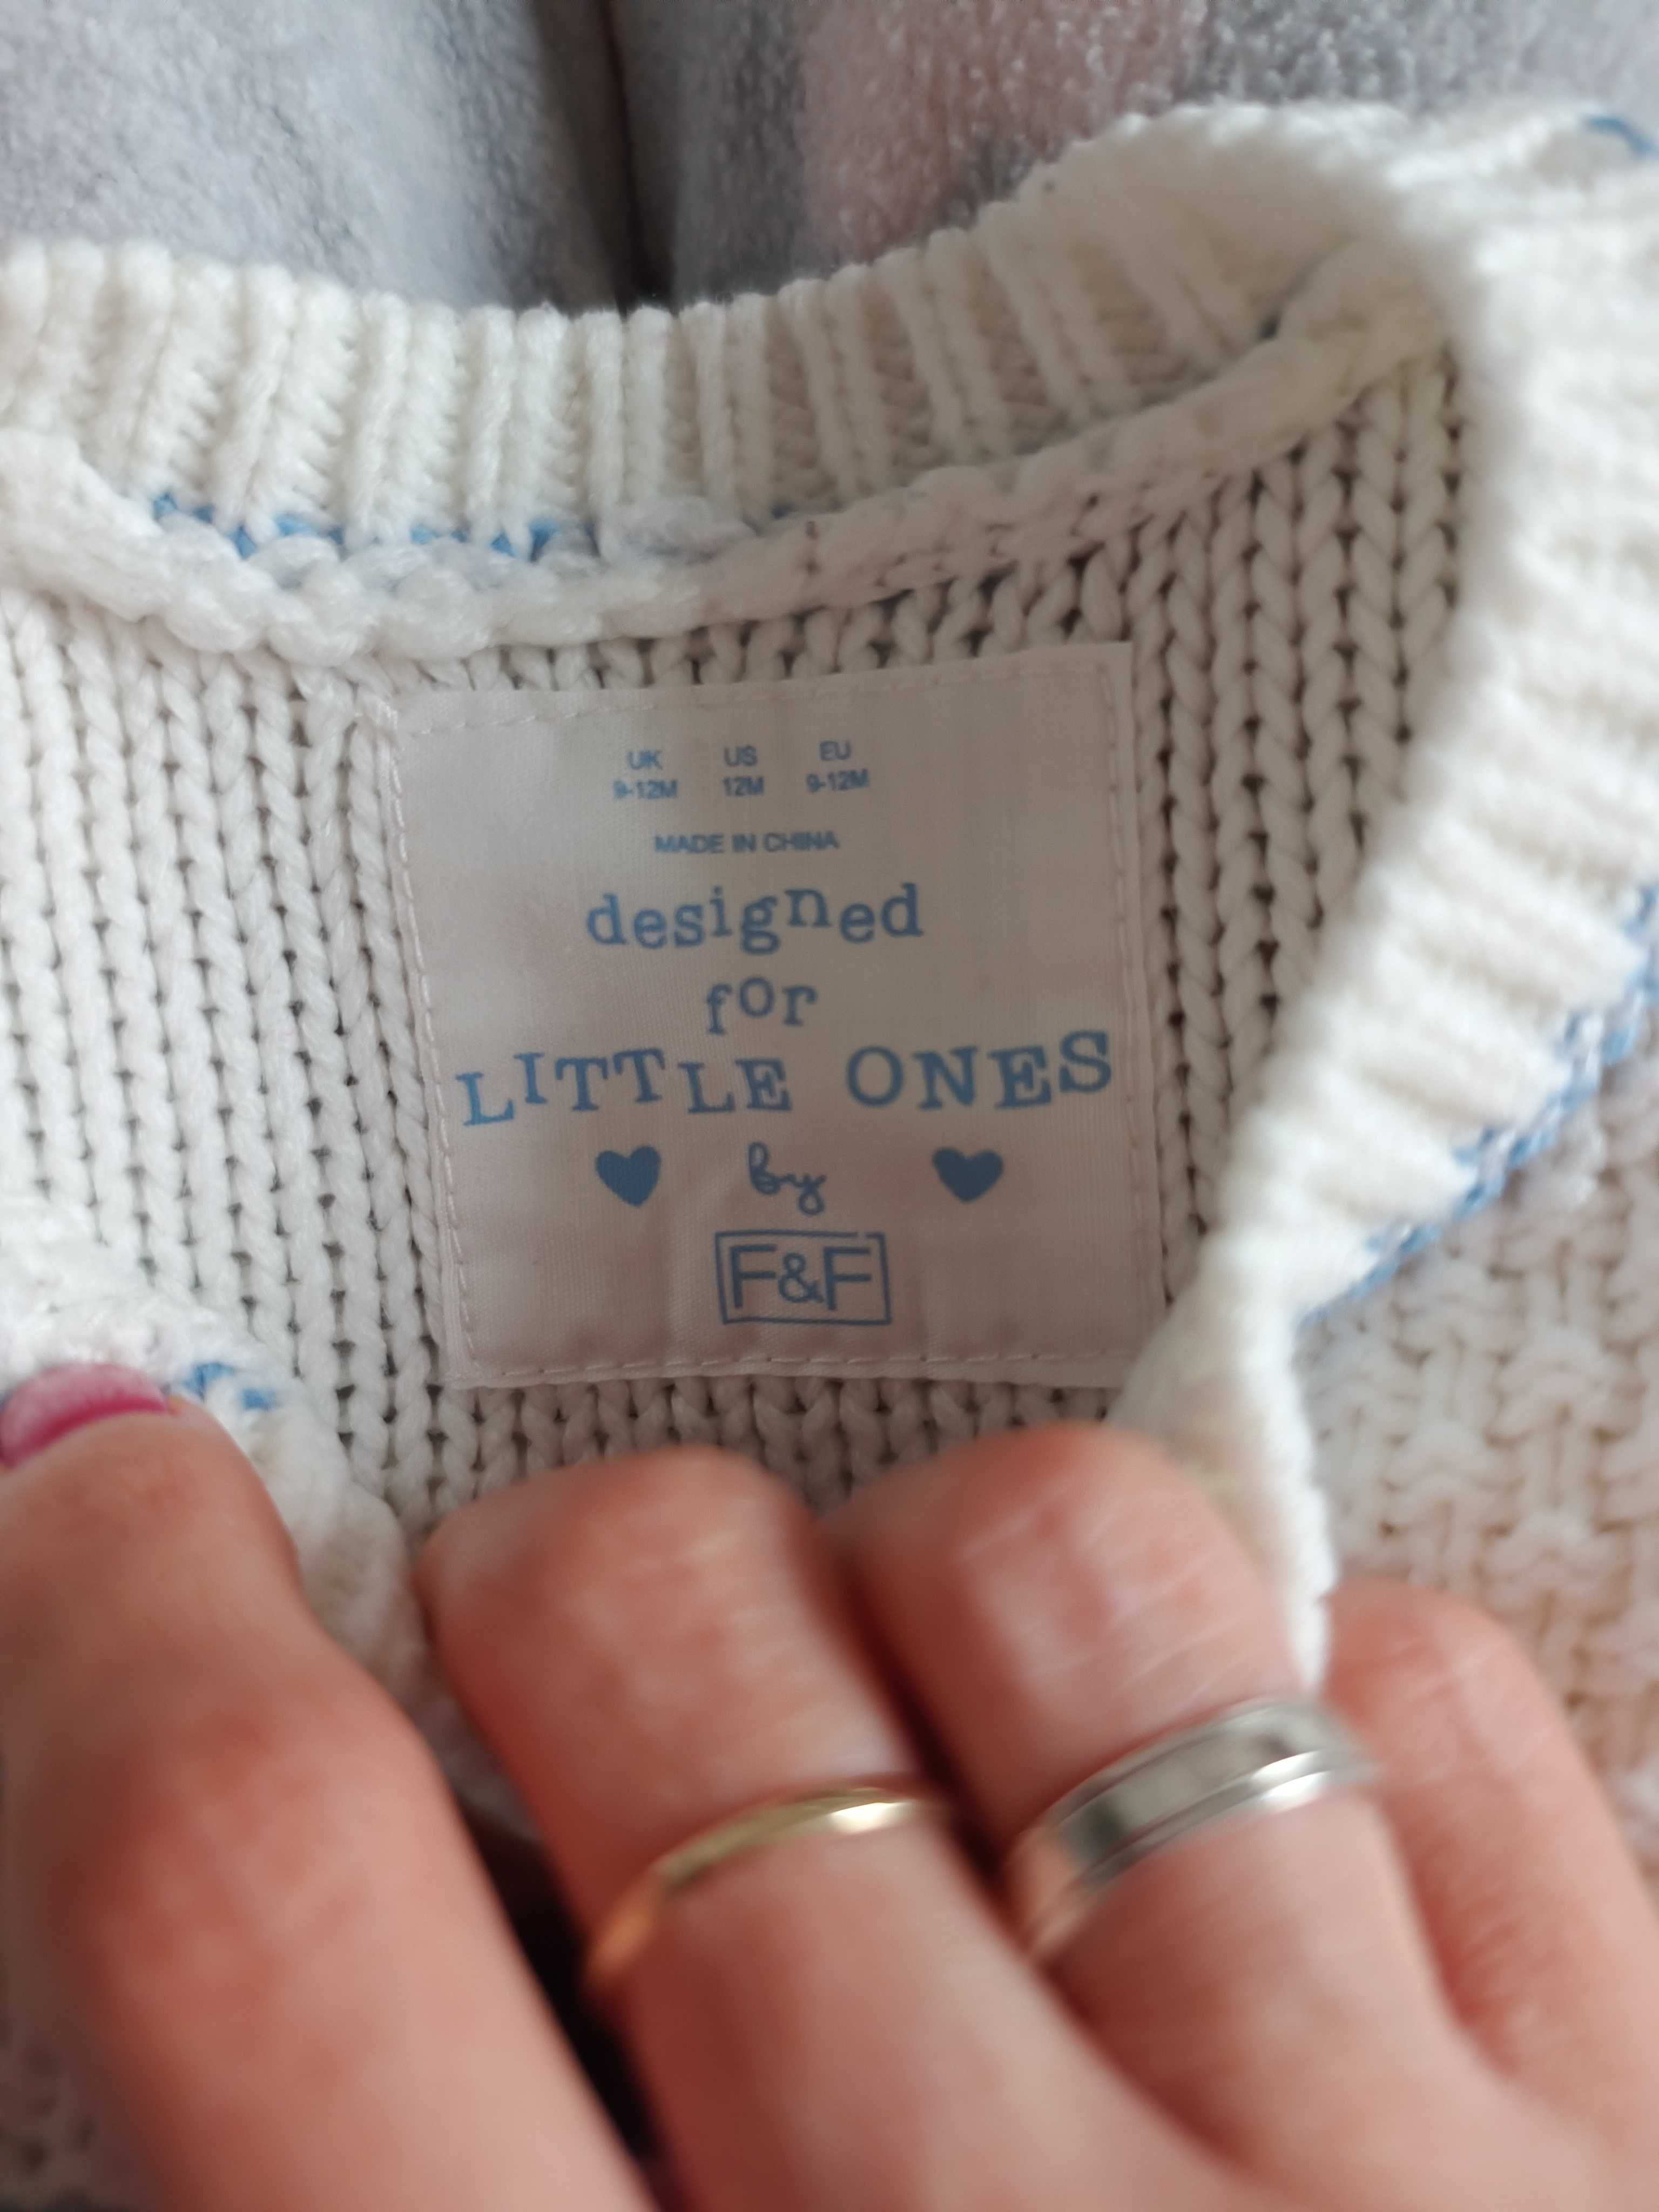 UK US EU
9-12M 12M 9-12M
MADE IN CHINA
designed
for
LITTLE ONES
by
F&F